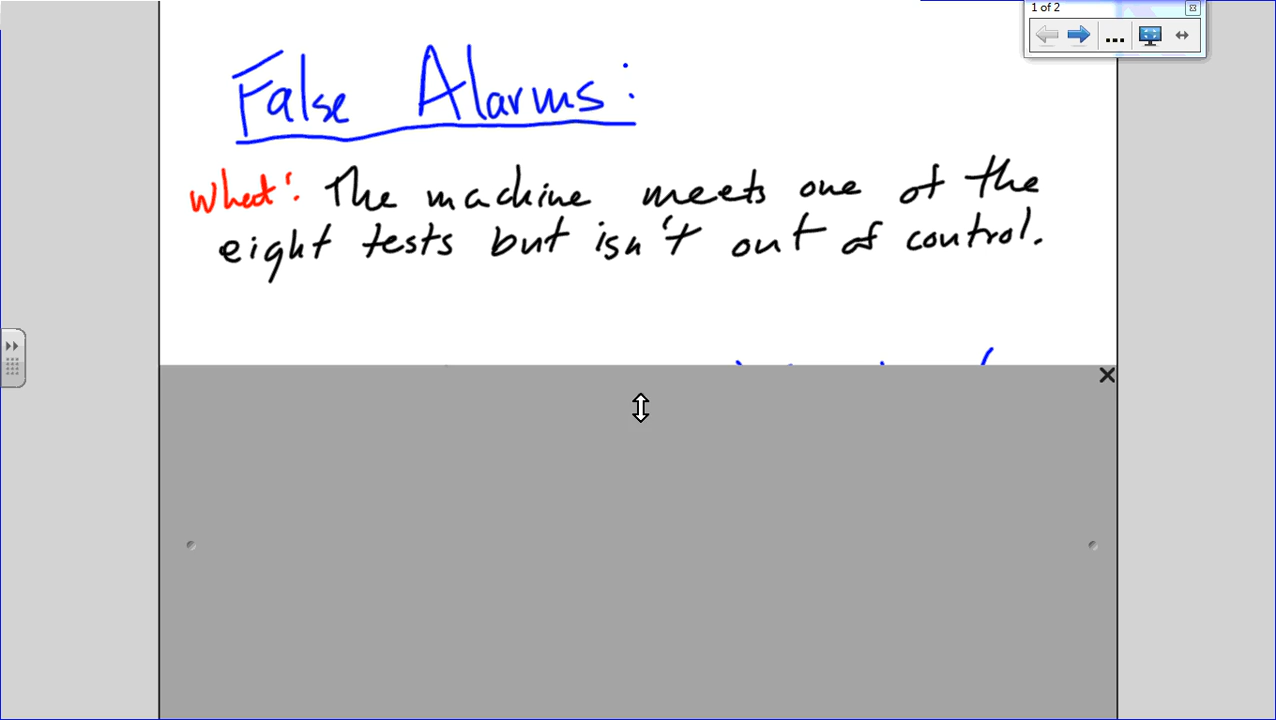 1 of 2
False Alarms:
What: The machine meets one of the
eight tests but isn't out of control.